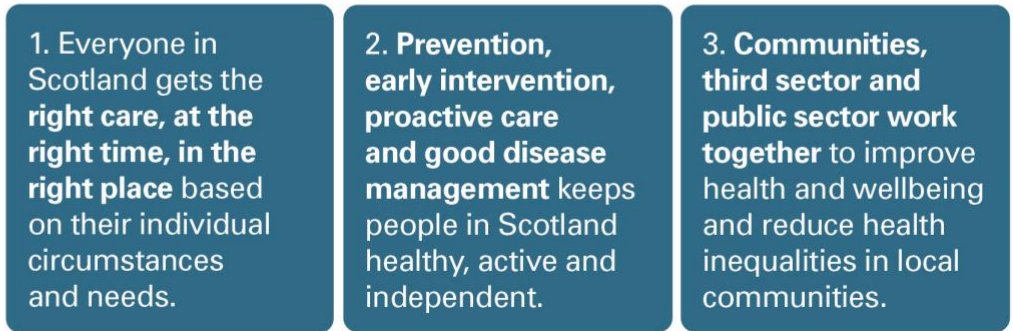 1. Everyone in
Scotland gets the
right care, at the
right time, in the
right place based
on their individual
circumstances
and needs.
2. Prevention,
early intervention,
proactive care
and good disease
management keeps
people in Scotland
healthy, active and
independent.
3. Communities,
third sector and
public sector work
together to improve
health and wellbeing
and reduce health
inequalities in local
communities.